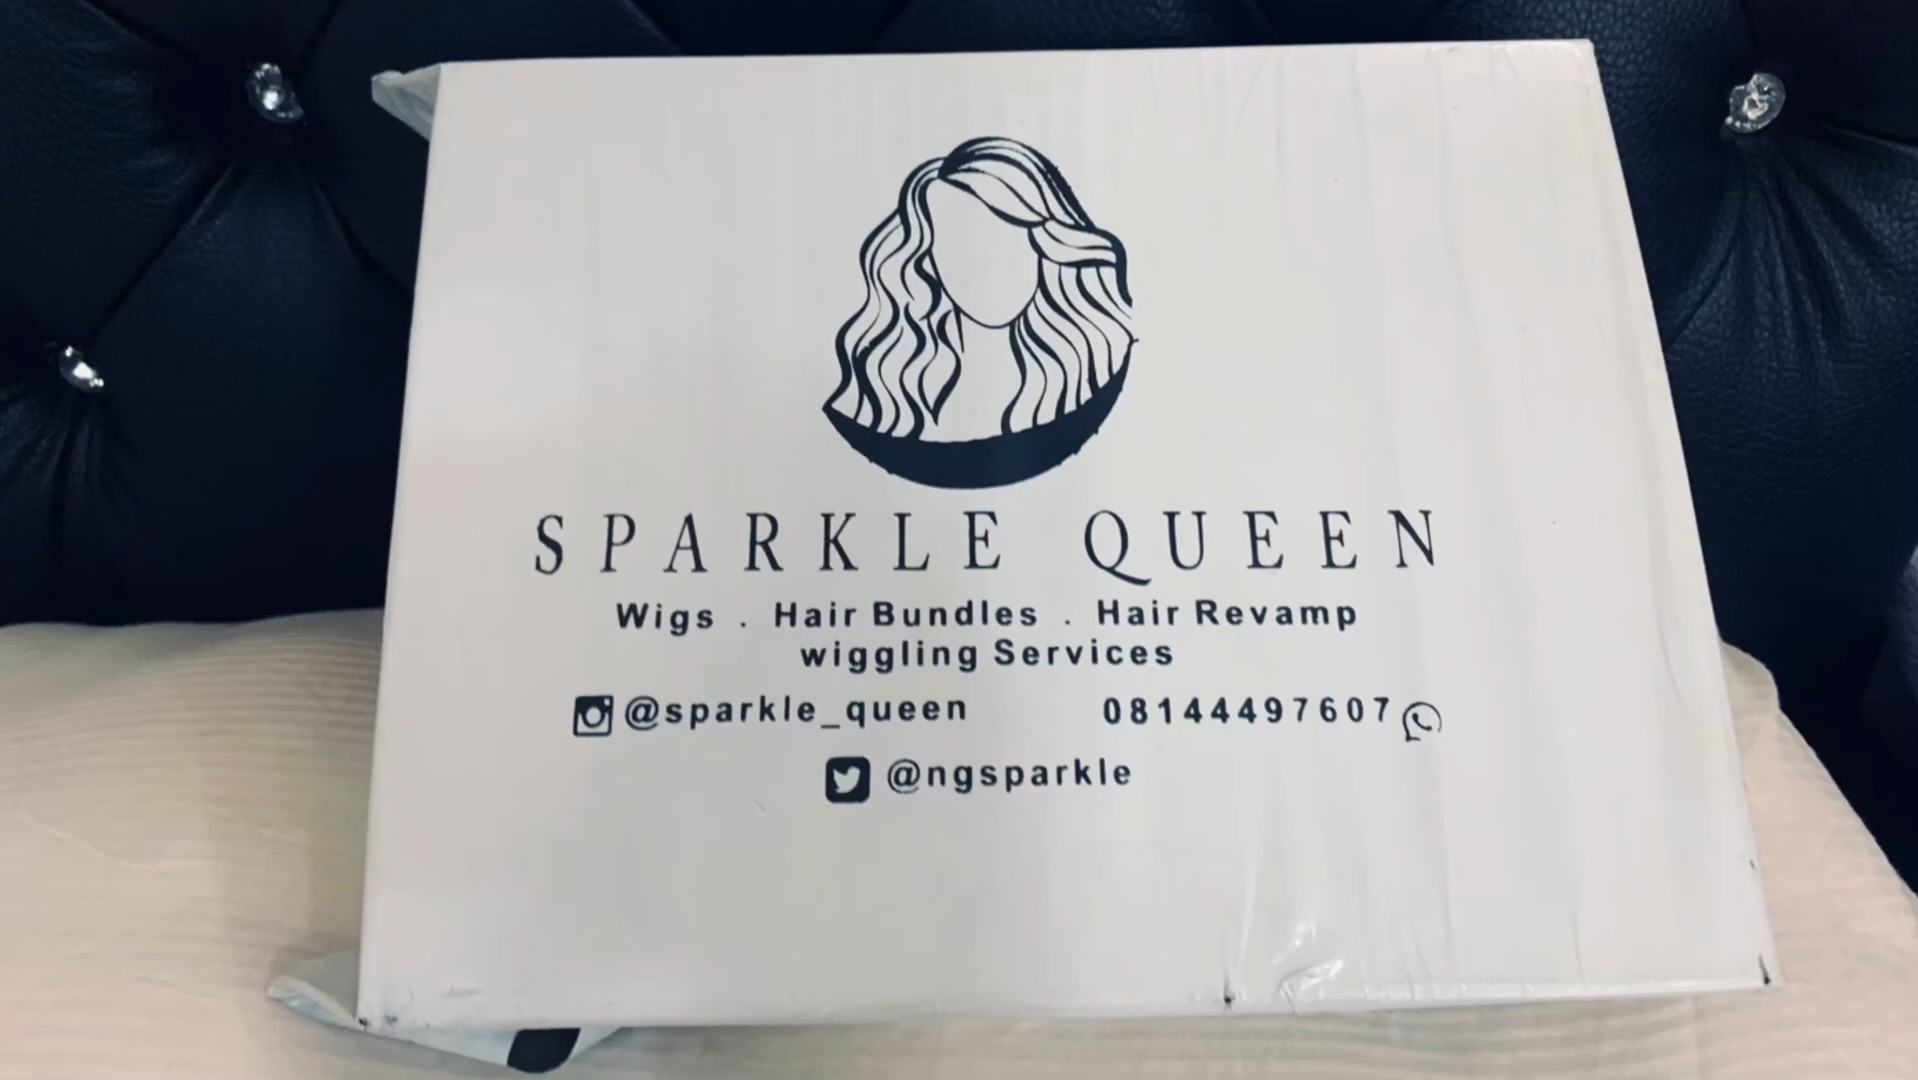 SPARKLE QUEEN
Wigs . Hair Bundles . Hair Revamp
wiggling Services
@sparkle_queen 08144497607
@ngsparkle